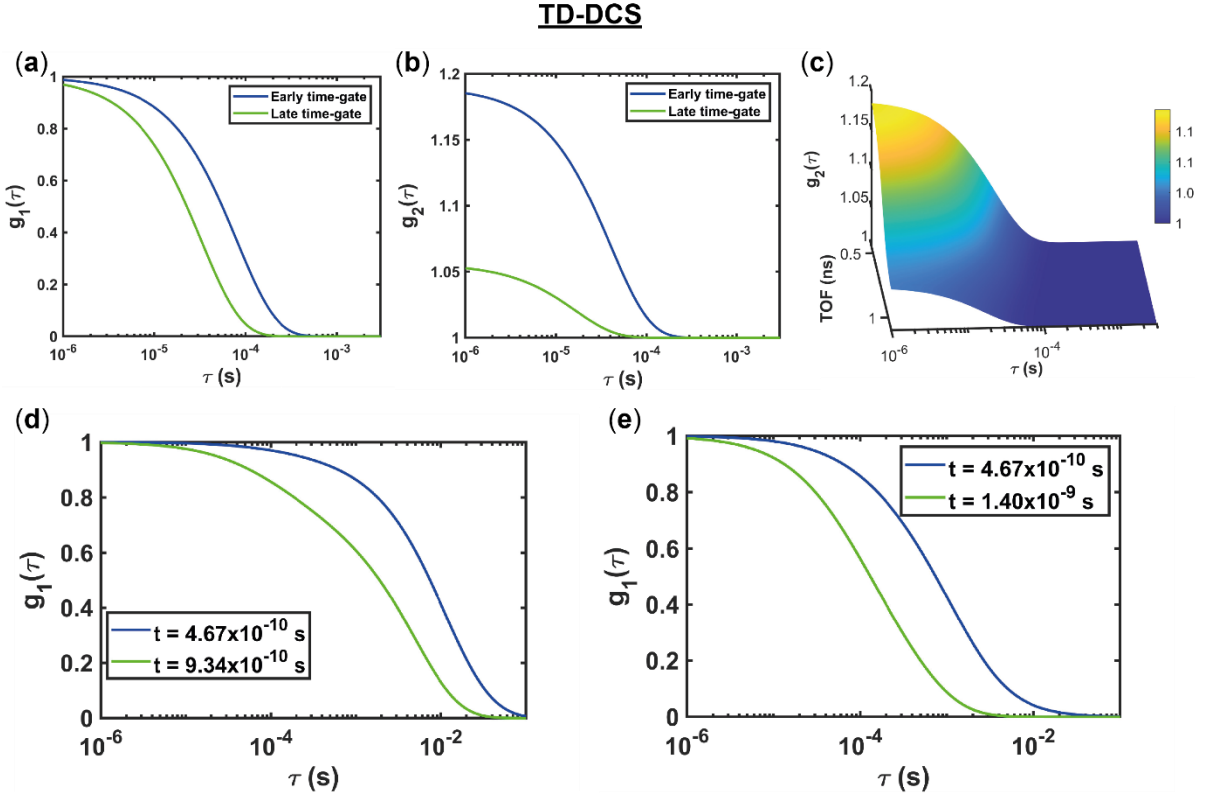 TD-DCS
(a)
1
0.8
0.6
0.4
0.2
0
g₁(τ)
Early time-gate
Late time-gate
10⁻⁶ 10⁻⁵ 10⁻⁴ 10⁻³
τ (s)
(b)
1.2
1.15
1.1
1.05
1
g₂(τ)
Early time-gate
Late time-gate
10⁻⁶ 10⁻⁵ 10⁻⁴ 10⁻³
τ (s)
(c)
1.2
1.15
1.1
1.05
1
g₂(τ)
0.5
1
TOF (ns)
10⁻⁶ 10⁻⁴
τ (s)
1.1
1.1
1.0
1
(d)
1
0.8
0.6
0.4
0.2
0
g₁(τ)
t = 4.67x10⁻¹⁰ s
t = 9.34x10⁻¹⁰ s
10⁻⁶ 10⁻⁴ 10⁻²
τ (s)
(e)
1
0.8
0.6
0.4
0.2
0
g₁(τ)
t = 4.67x10⁻¹⁰ s
t = 1.40x10⁻⁹ s
10⁻⁶ 10⁻⁴ 10⁻²
τ (s)